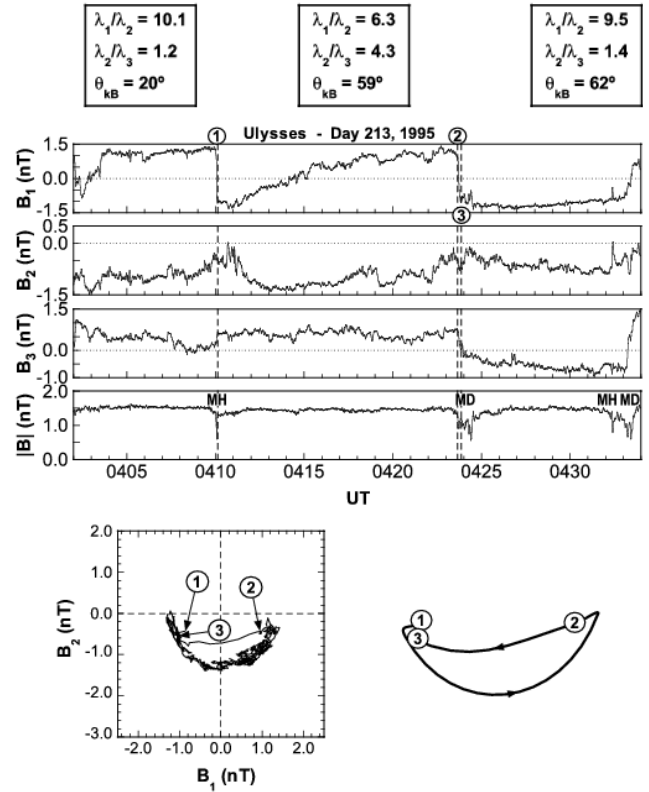 λ1/λ2 = 10.1
λ2/λ3 = 1.2
θkB = 20º
λ1/λ2 = 6.3
λ2/λ3 = 4.3
θkB = 59º
λ1/λ2 = 9.5
λ2/λ3 = 1.4
θkB = 62º
1 Ulysses - Day 213, 1995 2
B1 (nT)
1.5
0.0
-1.5
3
B2 (nT)
0.5
0.0
-1.5
B3 (nT)
1.5
0.0
-1.0
|B| (nT)
2.0
1.0
0.0
MH MD MH MD
0405 0410 0415 0420 0425 0430
UT
B2 (nT)
2.0
1.0
0.0
-1.0
-2.0
-3.0
1 2
3
-2.0 -1.0 0.0 1.0 2.0
B1 (nT)
1 2
3